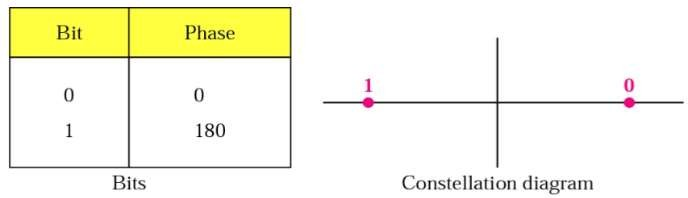 Bit Phase
0 0
1 180
Bits
1 0
Constellation diagram